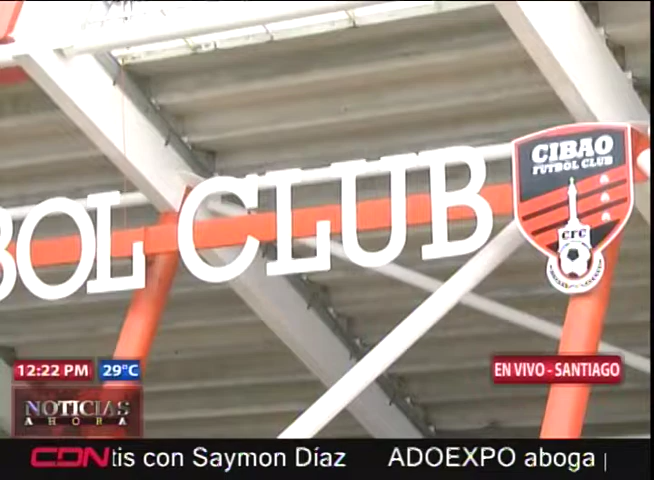 BOL CLUB
CIBAO
FUTBOL CLUB
CFC
12:22 PM 29°C
EN VIVO - SANTIAGO
NOTICIAS
AHORA
CDN tis con Saymon Díaz ADOEXPO aboga